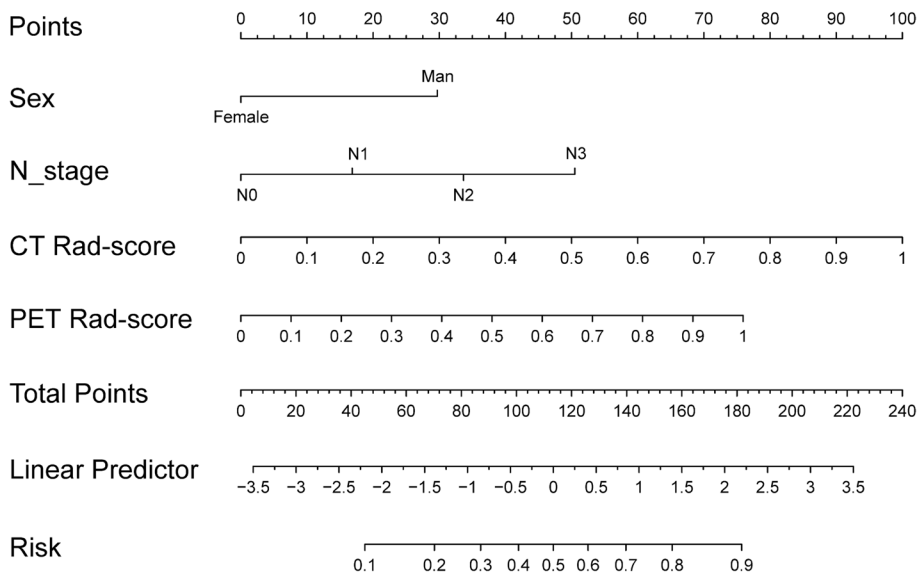 Points 0 10 20 30 40 50 60 70 80 90 100
Man
Sex
Female
N1 N3
N_stage
N0 N2
CT Rad-score
0 0.1 0.2 0.3 0.4 0.5 0.6 0.7 0.8 0.9 1
PET Rad-score
0 0.1 0.2 0.3 0.4 0.5 0.6 0.7 0.8 0.9 1
Total Points
0 20 40 60 80 100 120 140 160 180 200 220 240
Linear Predictor
−3.5 −3 −2.5 −2 −1.5 −1 −0.5 0 0.5 1 1.5 2 2.5 3 3.5
Risk
0.1 0.2 0.3 0.4 0.5 0.6 0.7 0.8 0.9